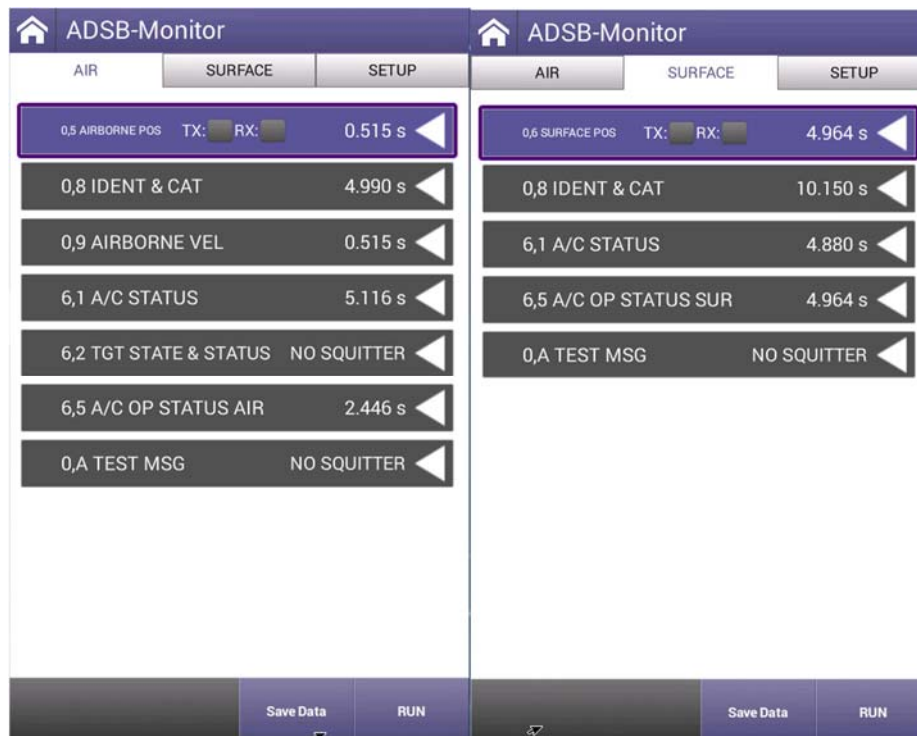 ADSB-Monitor
AIR SURFACE SETUP
0,5 AIRBORNE POS TX: RX: 0.515 s
0,8 IDENT & CAT 4.990 s
0,9 AIRBORNE VEL 0.515 s
6,1 A/C STATUS 5.116 s
6,2 TGT STATE & STATUS NO SQUITTER
6,5 A/C OP STATUS AIR 2.446 s
0,A TEST MSG NO SQUITTER
Save Data RUN
ADSB-Monitor
AIR SURFACE SETUP
0,6 SURFACE POS TX: RX: 4.964 s
0,8 IDENT & CAT 10.150 s
6,1 A/C STATUS 4.880 s
6,5 A/C OP STATUS SUR 4.964 s
0,A TEST MSG NO SQUITTER
Save Data RUN